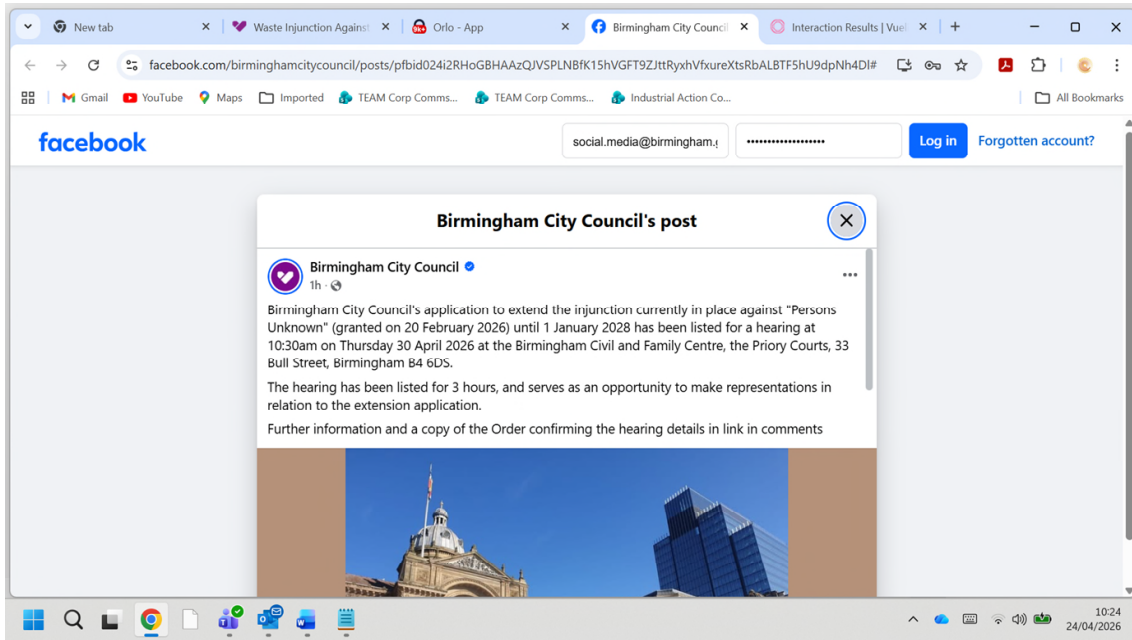 New tab
Waste Injunction Against
Orlo - App
Birmingham City Council
Interaction Results | Vuel
facebook.com/birminghamcitycouncil/posts/pfbid024i2RHoGBHAAzQJVSPLNBfK15hVGFT9ZJttRyxhVfxureXtsRbALBTF5hU9dpNh4Dl#
Gmail
YouTube
Maps
Imported
TEAM Corp Comms...
TEAM Corp Comms...
Industrial Action Co...
All Bookmarks
facebook
social.media@birmingham.g
Log in
Forgotten account?
Birmingham City Council's post
Birmingham City Council
1h
Birmingham City Council's application to extend the injunction currently in place against "Persons
Unknown" (granted on 20 February 2026) until 1 January 2028 has been listed for a hearing at
10:30am on Thursday 30 April 2026 at the Birmingham Civil and Family Centre, the Priory Courts, 33
Bull Street, Birmingham B4 6DS.
The hearing has been listed for 3 hours, and serves as an opportunity to make representations in
relation to the extension application.
Further information and a copy of the Order confirming the hearing details in link in comments
10:24
24/04/2026